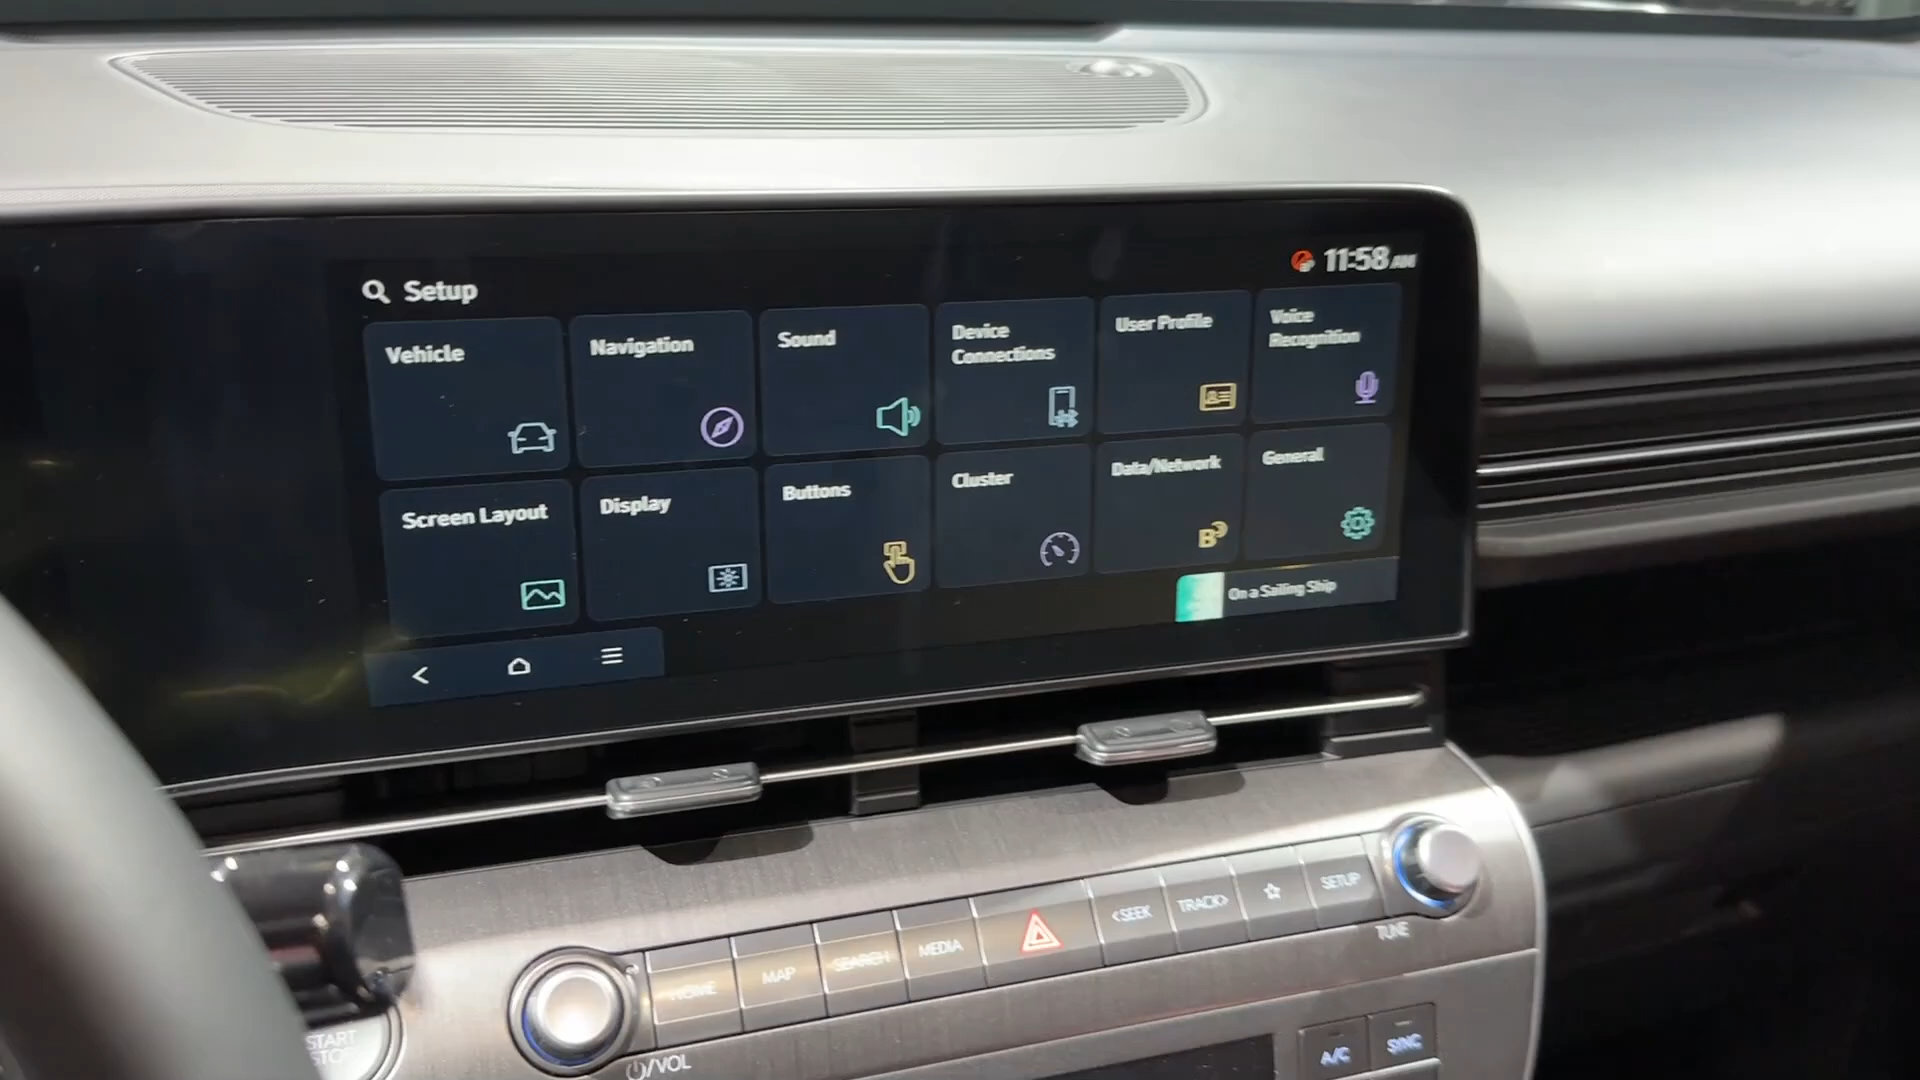 Setup
11:58 AM
Vehicle
Navigation
Sound
Device
Connections
User Profile
Voice
Recognition
Screen Layout
Display
Buttons
Cluster
Data/Network
General
On a Sailing Ship
HOME
MAP
SEARCH
MEDIA
<SEEK
TRACK>
SETUP
TUNE
/VOL
START
STOP
A/C
SYNC